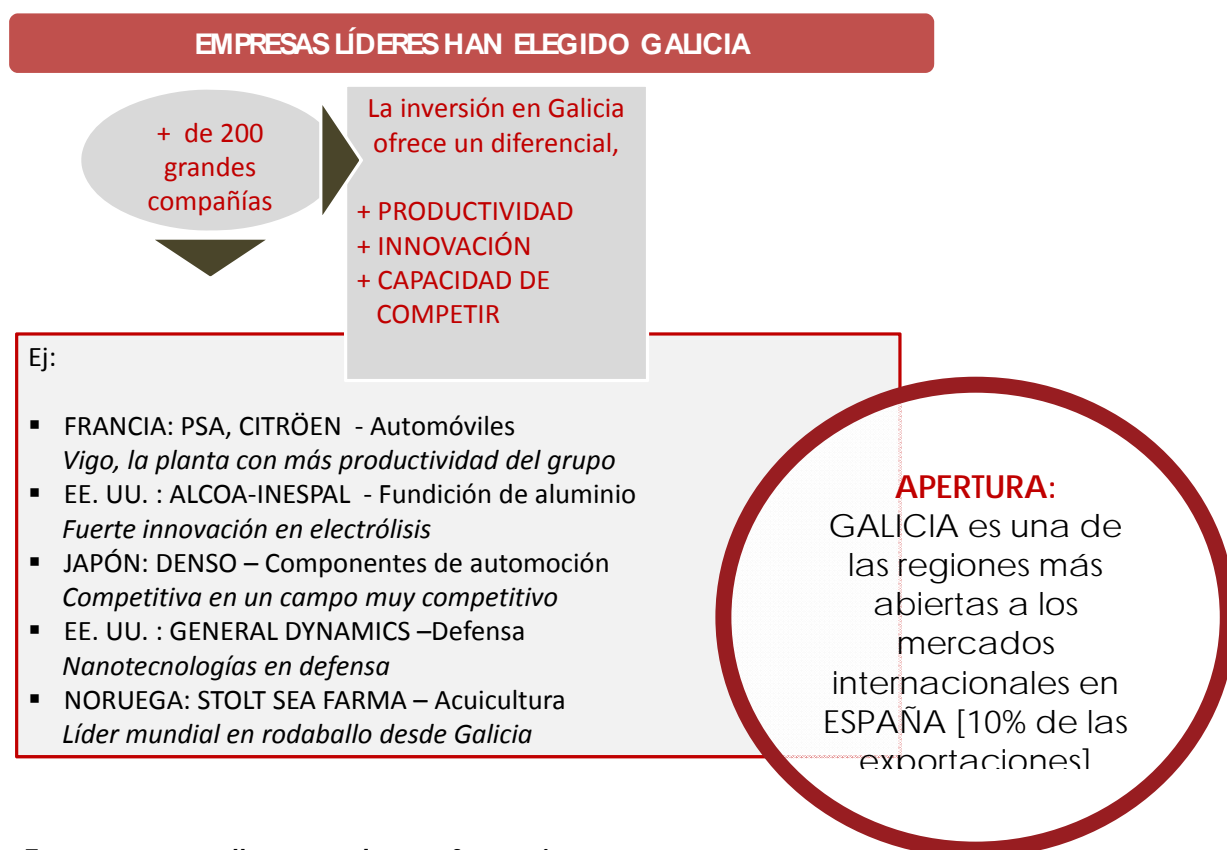 EMPRESAS LÍDERES HAN ELEGIDO GALICIA
+ de 200
grandes
compañías
La inversión en Galicia
ofrece un diferencial,
+ PRODUCTIVIDAD
+ INNOVACIÓN
+ CAPACIDAD DE
COMPETIR
Ej:
▪ FRANCIA: PSA, CITRÖEN - Automóviles
Vigo, la planta con más productividad del grupo
▪ EE. UU. : ALCOA-INESPAL - Fundición de aluminio
Fuerte innovación en electrólisis
▪ JAPÓN: DENSO – Componentes de automoción
Competitiva en un campo muy competitivo
▪ EE. UU. : GENERAL DYNAMICS –Defensa
Nanotecnologías en defensa
▪ NORUEGA: STOLT SEA FARMA – Acuicultura
Líder mundial en rodaballo desde Galicia
APERTURA:
GALICIA es una de
las regiones más
abiertas a los
mercados
internacionales en
ESPAÑA [10% de las
exportaciones]